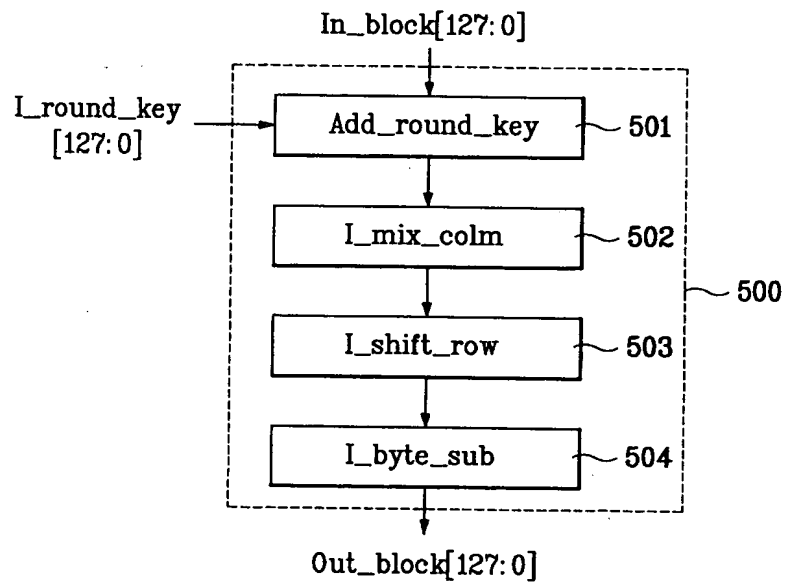 In_block[127:0]
I_round_key
[127:0]
Add_round_key
501
I_mix_colm
502
500
I_shift_row
503
I_byte_sub
504
Out_block[127:0]